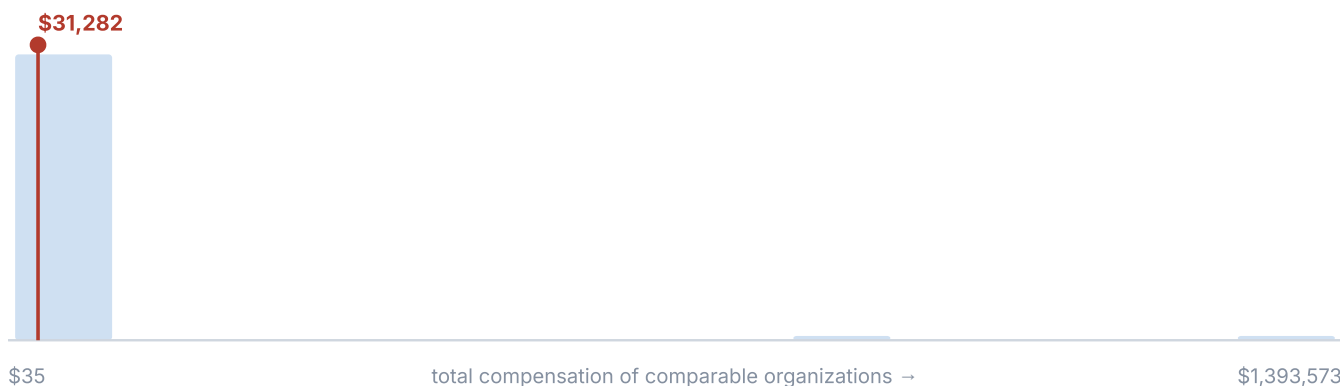 $31,282
$35
total compensation of comparable organizations →
$1,393,573